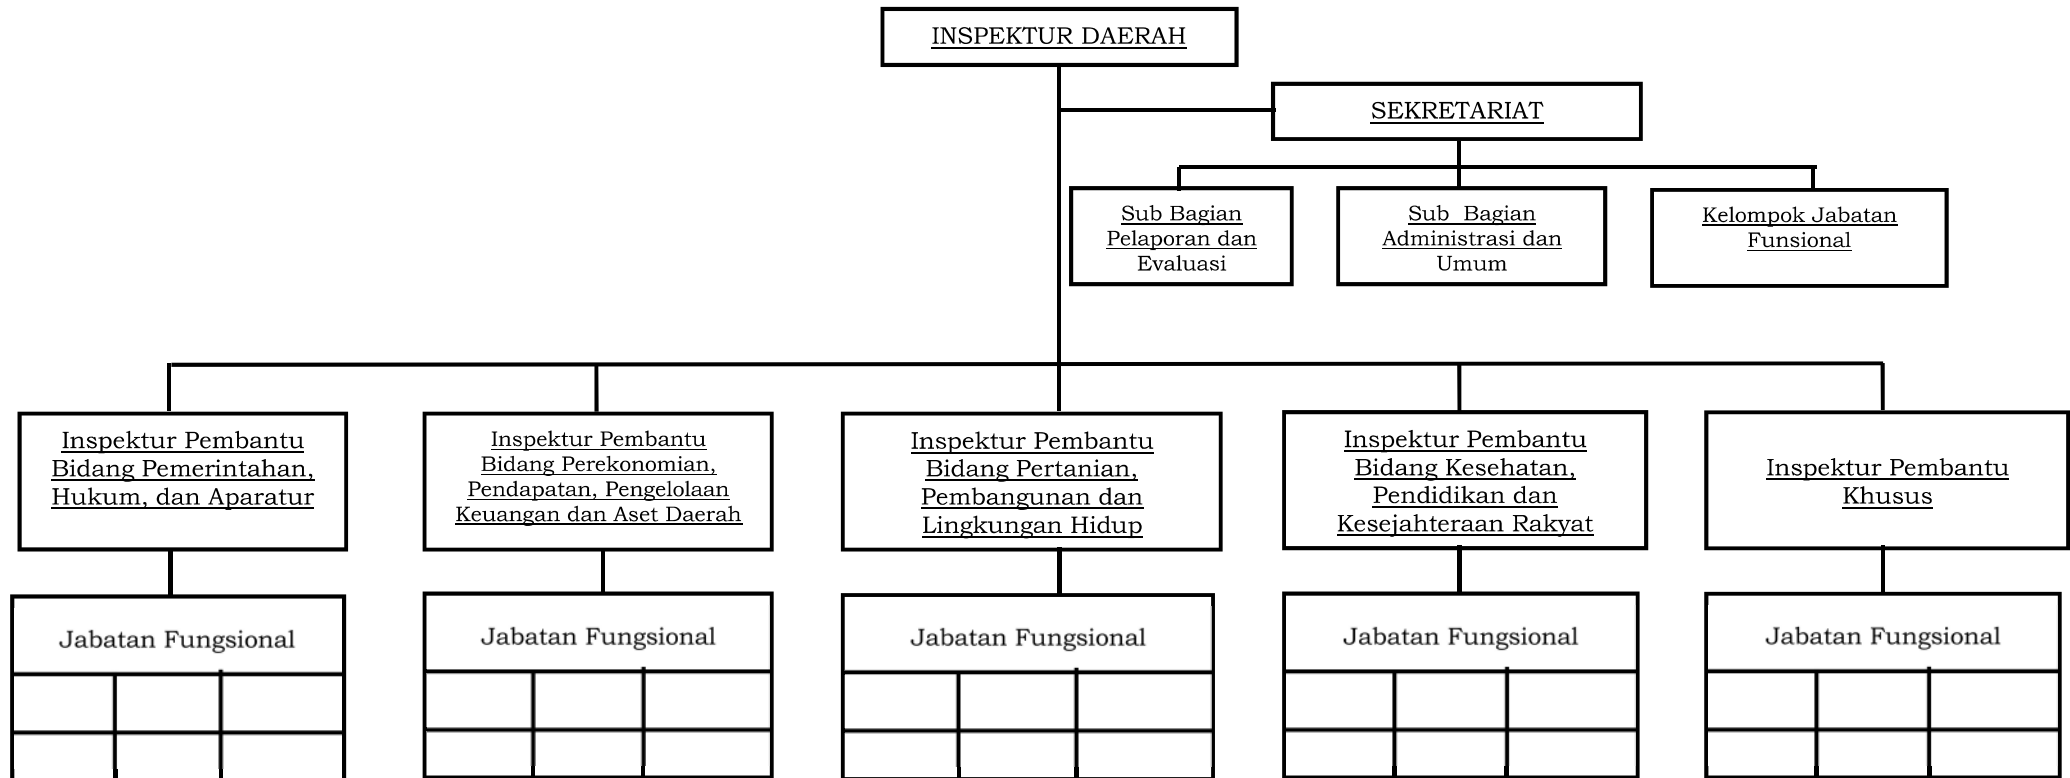 INSPEKTUR DAERAH
SEKRETARIAT
Sub Bagian
Pelaporan dan
Evaluasi
Sub  Bagian
Administrasi dan
Umum
Kelompok Jabatan
Funsional
Inspektur Pembantu
Bidang Pemerintahan,
Hukum, dan Aparatur
Inspektur Pembantu
Bidang Perekonomian,
Pendapatan, Pengelolaan
Keuangan dan Aset Daerah
Inspektur Pembantu
Bidang Pertanian,
Pembangunan dan
Lingkungan Hidup
Inspektur Pembantu
Bidang Kesehatan,
Pendidikan dan
Kesejahteraan Rakyat
Inspektur Pembantu
Khusus
Jabatan Fungsional
Jabatan Fungsional
Jabatan Fungsional
Jabatan Fungsional
Jabatan Fungsional